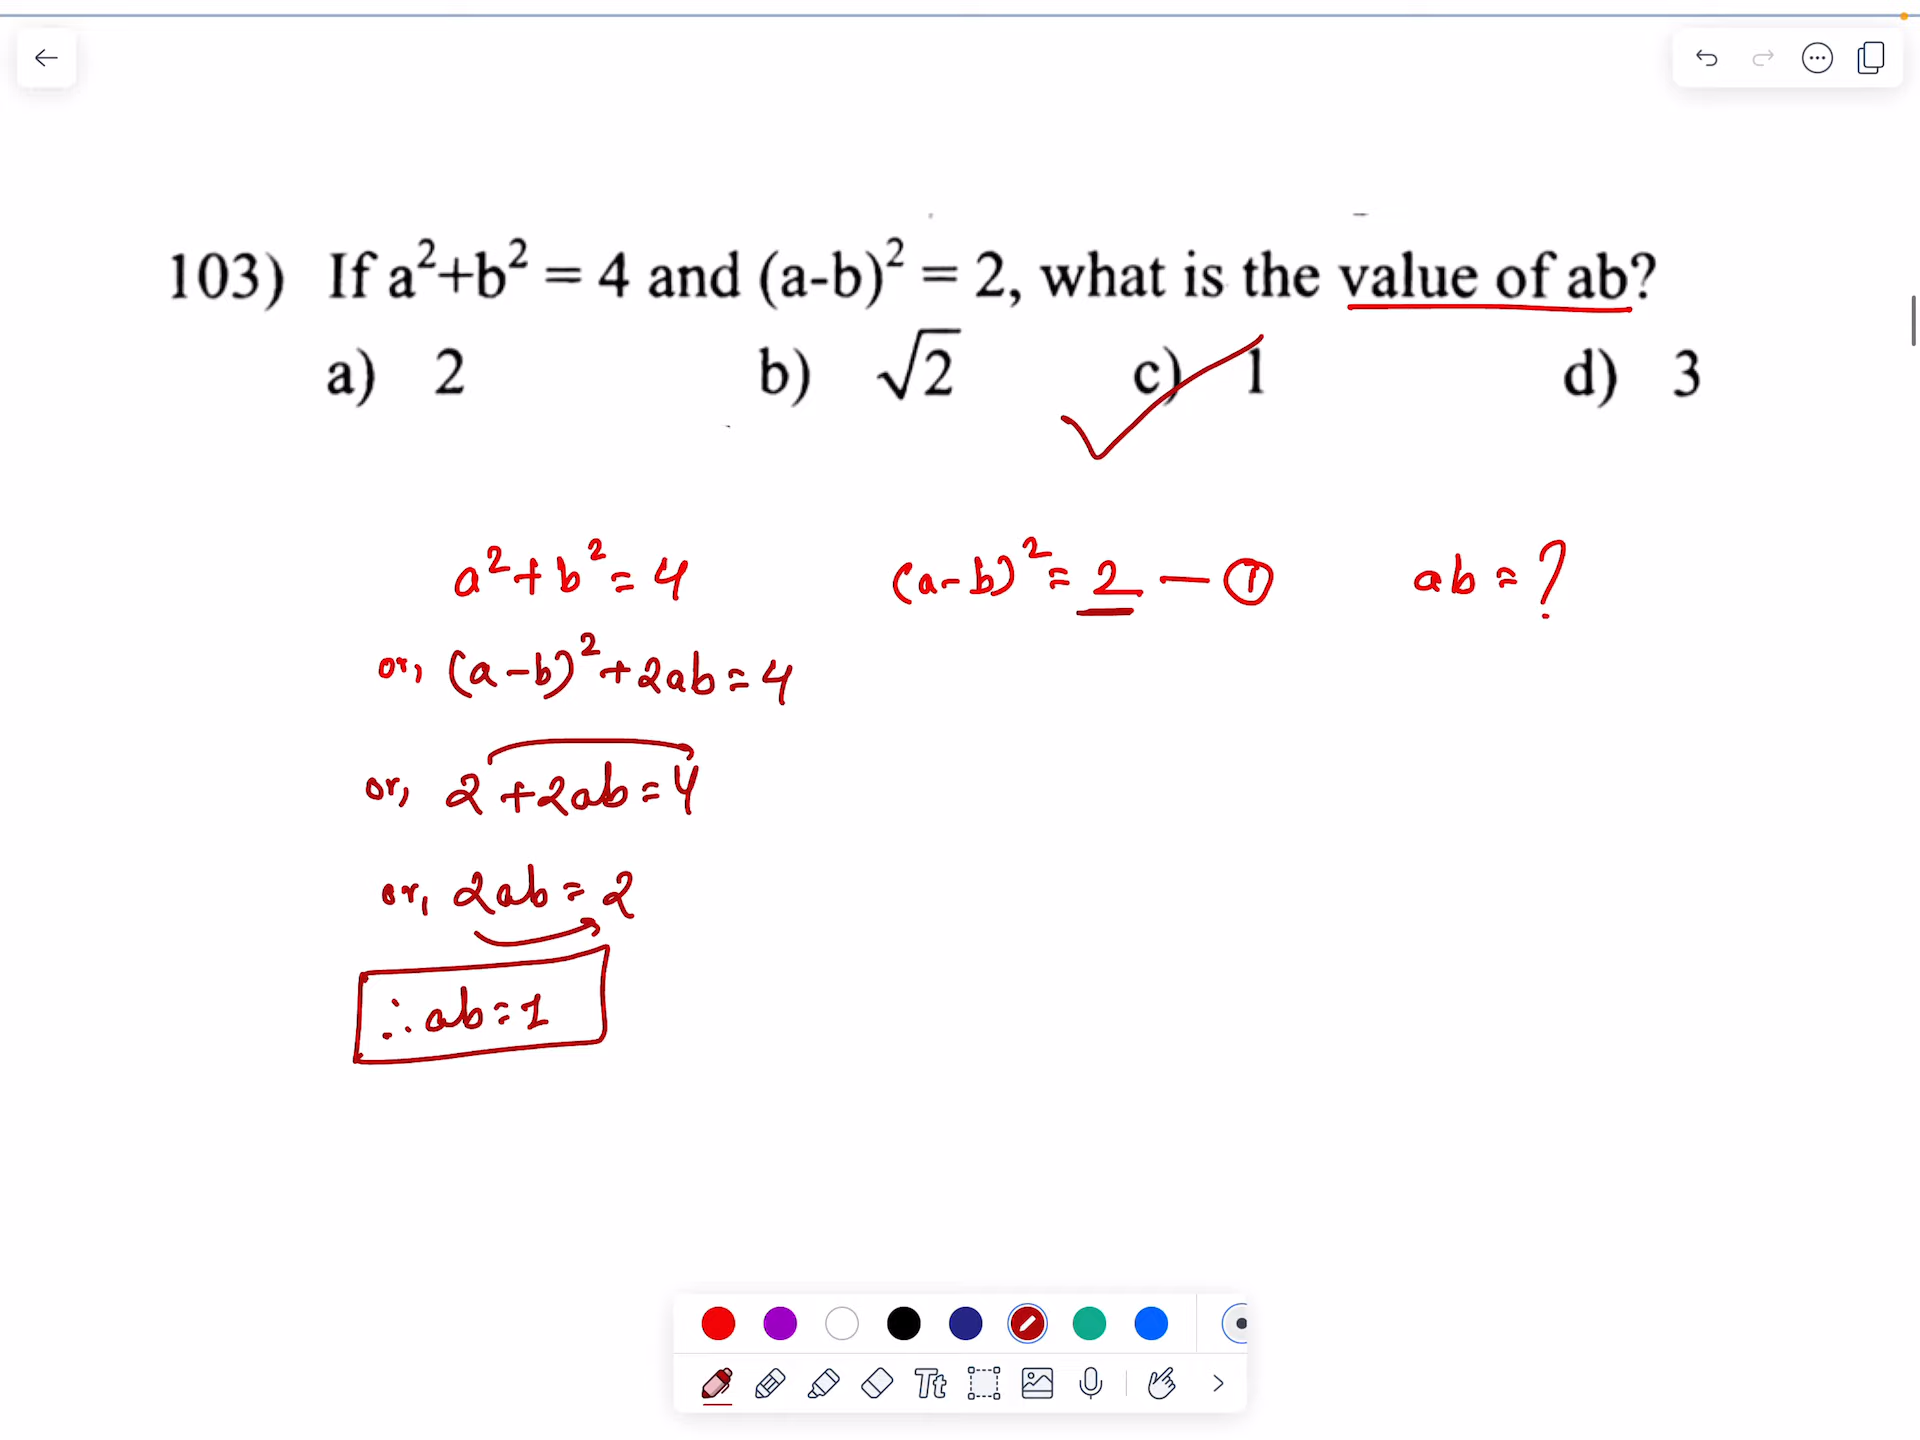 103) If a²+b² = 4 and (a-b)² = 2, what is the value of ab?
a) 2 b) √2 c) 1 d) 3
a²+b²=4 (a-b)²=2 — ① ab=?
or, (a-b)²+2ab=4
or, 2+2ab=4
or, 2ab=2
∴ab=1
Tt